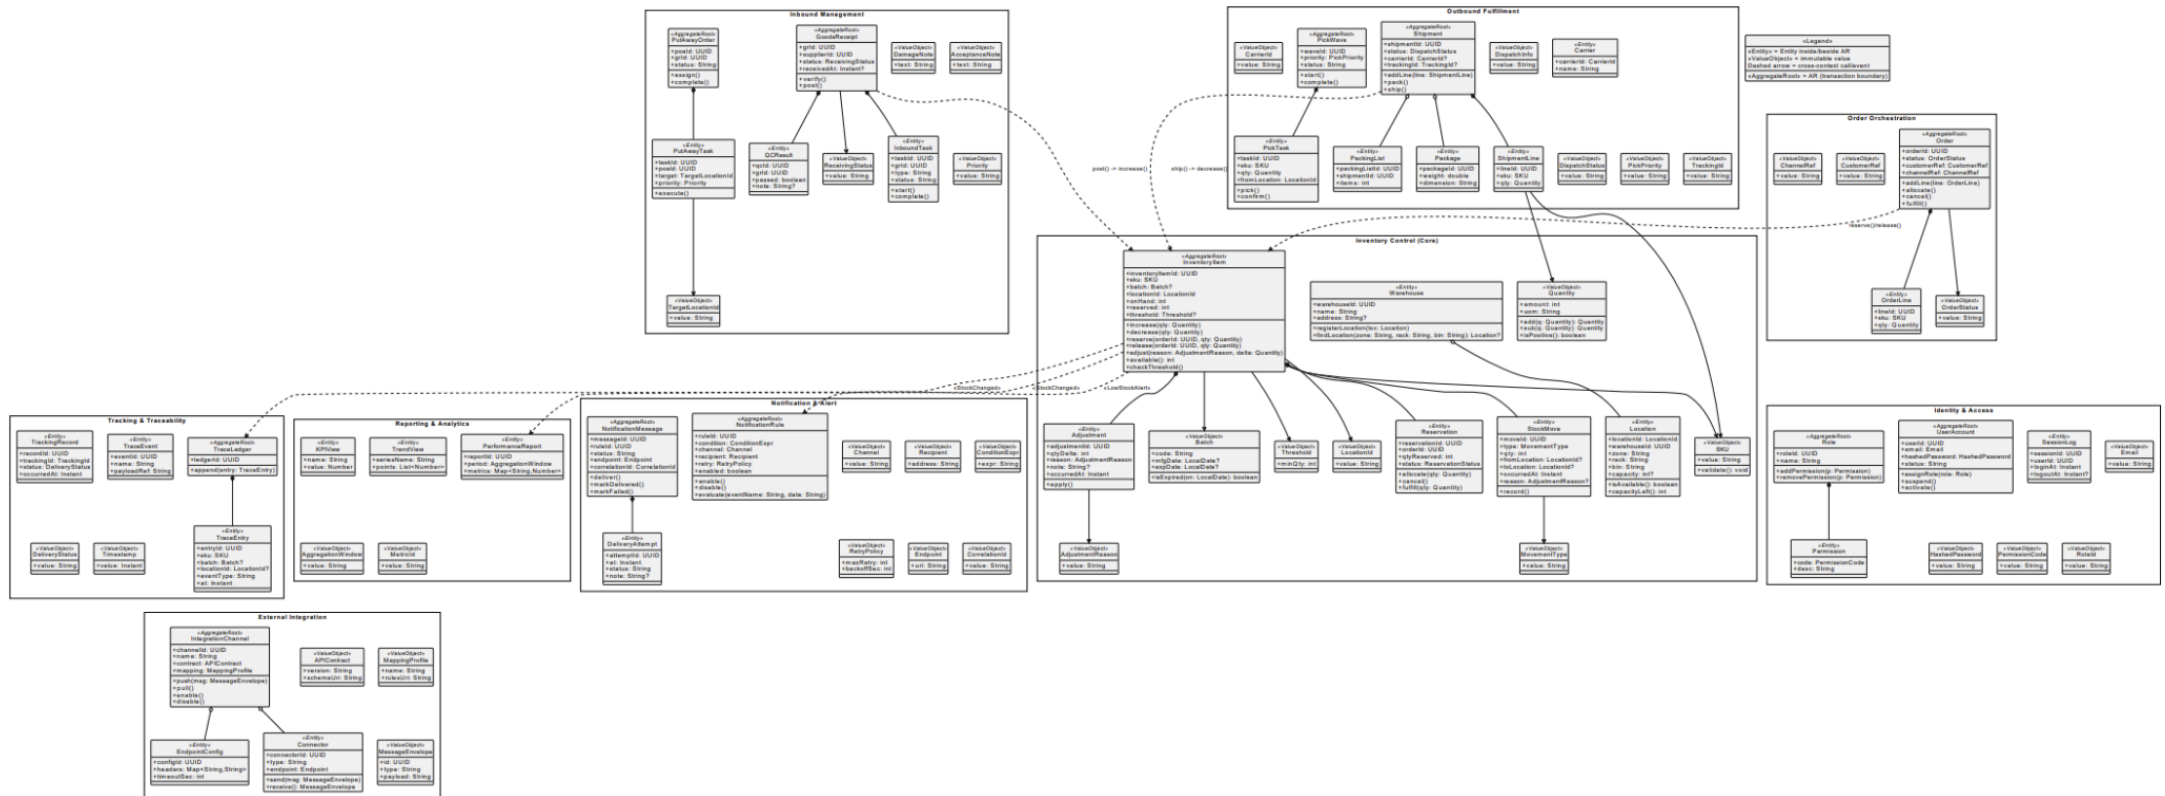 Inbound Management
«AggregateRoot»
PutAwayOrder
+poaId: UUID
+grId: UUID
+status: String
+assign()
+complete()
«AggregateRoot»
GoodsReceipt
+grId: UUID
+supplierId: UUID
+status: ReceivingStatus
+receivedAt: Instant?
+verify()
+post()
«ValueObject»
DamageNote
+text: String
«ValueObject»
AcceptanceNote
+text: String
«Entity»
PutAwayTask
+taskId: UUID
+poaId: UUID
+target: TargetLocationId
+priority: Priority
+execute()
«Entity»
QCResult
+qcId: UUID
+grId: UUID
+passed: boolean
+note: String?
«ValueObject»
ReceivingStatus
+value: String
«Entity»
InboundTask
+taskId: UUID
+grId: UUID
+type: String
+status: String
+start()
+complete()
«ValueObject»
Priority
+value: String
«ValueObject»
TargetLocationId
+value: String
Outbound Fulfillment
«ValueObject»
CarrierId
+value: String
«AggregateRoot»
PickWave
+waveId: UUID
+priority: PickPriority
+status: String
+start()
+complete()
«AggregateRoot»
Shipment
+shipmentId: UUID
+status: DispatchStatus
+carrierId: CarrierId?
+trackingId: TrackingId?
+addLine(line: ShipmentLine)
+pack()
+ship()
«ValueObject»
DispatchInfo
+value: String
«Entity»
Carrier
+carrierId: CarrierId
+name: String
«Entity»
PickTask
+taskId: UUID
+sku: SKU
+qty: Quantity
+fromLocation: LocationId
+pick()
+confirm()
«Entity»
PackingList
+packingListId: UUID
+shipmentId: UUID
+items: int
«Entity»
Package
+packageId: UUID
+weight: double
+dimension: String
«Entity»
ShipmentLine
+lineId: UUID
+sku: SKU
+qty: Quantity
«ValueObject»
DispatchStatus
+value: String
«ValueObject»
PickPriority
+value: String
«ValueObject»
TrackingId
+value: String
«Legend»
«Entity» = Entity inside/beside AR
«ValueObject» = immutable value
Dashed arrow = cross-context call/event
«AggregateRoot» = AR (transaction boundary)
Order Orchestration
«ValueObject»
ChannelRef
+value: String
«ValueObject»
CustomerRef
+value: String
«AggregateRoot»
Order
+orderId: UUID
+status: OrderStatus
+customerRef: CustomerRef
+channelRef: ChannelRef
+addLine(line: OrderLine)
+allocate()
+cancel()
+fulfill()
«Entity»
OrderLine
+lineId: UUID
+sku: SKU
+qty: Quantity
«ValueObject»
OrderStatus
+value: String
post() -> increase()
ship() -> decrease()
reserve()/release()
Inventory Control (Core)
«AggregateRoot»
InventoryItem
+inventoryItemId: UUID
+sku: SKU
+batch: Batch?
+locationId: LocationId
+onHand: int
+reserved: int
+threshold: Threshold?
+increase(qty: Quantity)
+decrease(qty: Quantity)
+reserve(orderId: UUID, qty: Quantity)
+release(orderId: UUID, qty: Quantity)
+adjust(reason: AdjustmentReason, delta: Quantity)
+available(): int
+checkThreshold()
«Entity»
Warehouse
+warehouseId: UUID
+name: String
+address: String?
+registerLocation(loc: Location)
+findLocation(zone: String, rack: String, bin: String): Location?
«ValueObject»
Quantity
+amount: int
+uom: String
+add(q: Quantity): Quantity
+sub(q: Quantity): Quantity
+isPositive(): boolean
«StockChanged»
«StockChanged»
«LowStockAlert»
«Entity»
Adjustment
+adjustmentId: UUID
+qtyDelta: int
+reason: AdjustmentReason
+note: String?
+occurredAt: Instant
+apply()
«ValueObject»
Batch
+code: String
+mfgDate: LocalDate?
+expDate: LocalDate?
+isExpired(on: LocalDate): boolean
«ValueObject»
Threshold
+minQty: int
«ValueObject»
LocationId
+value: String
«Entity»
Reservation
+reservationId: UUID
+orderId: UUID
+qtyReserved: int
+status: ReservationStatus
+allocate(qty: Quantity)
+cancel()
+fulfill(qty: Quantity)
«Entity»
StockMove
+moveId: UUID
+type: MovementType
+qty: int
+fromLocation: LocationId?
+toLocation: LocationId?
+occurredAt: Instant
+reason: AdjustmentReason?
+record()
«Entity»
Location
+locationId: LocationId
+warehouseId: UUID
+zone: String
+rack: String
+bin: String
+capacity: int?
+isAvailable(): boolean
+capacityLeft(): int
«ValueObject»
SKU
+value: String
+validate(): void
«ValueObject»
AdjustmentReason
+value: String
«ValueObject»
MovementType
+value: String
Tracking & Traceability
«Entity»
TrackingRecord
+recordId: UUID
+trackingId: TrackingId
+status: DeliveryStatus
+occurredAt: Instant
«Entity»
TraceEvent
+eventId: UUID
+name: String
+payloadRef: String
«AggregateRoot»
TraceLedger
+ledgerId: UUID
+append(entry: TraceEntry)
«ValueObject»
DeliveryStatus
+value: String
«ValueObject»
Timestamp
+value: Instant
«Entity»
TraceEntry
+entryId: UUID
+sku: SKU
+batch: Batch?
+locationId: LocationId?
+eventType: String
+at: Instant
Reporting & Analytics
«Entity»
KPIView
+name: String
+value: Number
«Entity»
TrendView
+seriesName: String
+points: List<Number>
«Entity»
PerformanceReport
+reportId: UUID
+period: AggregationWindow
+metrics: Map<String,Number>
«ValueObject»
AggregationWindow
+value: String
«ValueObject»
MetricId
+value: String
Notification & Alert
«AggregateRoot»
NotificationMessage
+messageId: UUID
+ruleId: UUID
+status: String
+endpoint: Endpoint
+correlationId: CorrelationId
+deliver()
+markDelivered()
+markFailed()
«AggregateRoot»
NotificationRule
+ruleId: UUID
+condition: ConditionExpr
+channel: Channel
+recipient: Recipient
+retry: RetryPolicy
+enabled: boolean
+enable()
+disable()
+evaluate(eventName: String, data: String)
«ValueObject»
Channel
+value: String
«ValueObject»
Recipient
+address: String
«ValueObject»
ConditionExpr
+expr: String
«Entity»
DeliveryAttempt
+attemptId: UUID
+at: Instant
+status: String
+note: String?
«ValueObject»
RetryPolicy
+maxRetry: int
+backoffSec: int
«ValueObject»
Endpoint
+url: String
«ValueObject»
CorrelationId
+value: String
Identity & Access
«AggregateRoot»
Role
+roleId: UUID
+name: String
+addPermission(p: Permission)
+removePermission(p: Permission)
«AggregateRoot»
UserAccount
+userId: UUID
+email: Email
+hashedPassword: HashedPassword
+status: String
+assignRole(role: Role)
+suspend()
+activate()
«Entity»
SessionLog
+sessionId: UUID
+userId: UUID
+loginAt: Instant
+logoutAt: Instant?
«ValueObject»
Email
+value: String
«Entity»
Permission
+code: PermissionCode
+desc: String
«ValueObject»
HashedPassword
+value: String
«ValueObject»
PermissionCode
+value: String
«ValueObject»
RoleId
+value: String
External Integration
«AggregateRoot»
IntegrationChannel
+channelId: UUID
+name: String
+contract: APIContract
+mapping: MappingProfile
+push(msg: MessageEnvelope)
+pull()
+enable()
+disable()
«ValueObject»
APIContract
+version: String
+schemaUri: String
«ValueObject»
MappingProfile
+name: String
+rulesUri: String
«Entity»
EndpointConfig
+configId: UUID
+headers: Map<String,String>
+timeoutSec: int
«Entity»
Connector
+connectorId: UUID
+type: String
+endpoint: Endpoint
+send(msg: MessageEnvelope)
+receive(): MessageEnvelope
«ValueObject»
MessageEnvelope
+id: UUID
+type: String
+payload: String